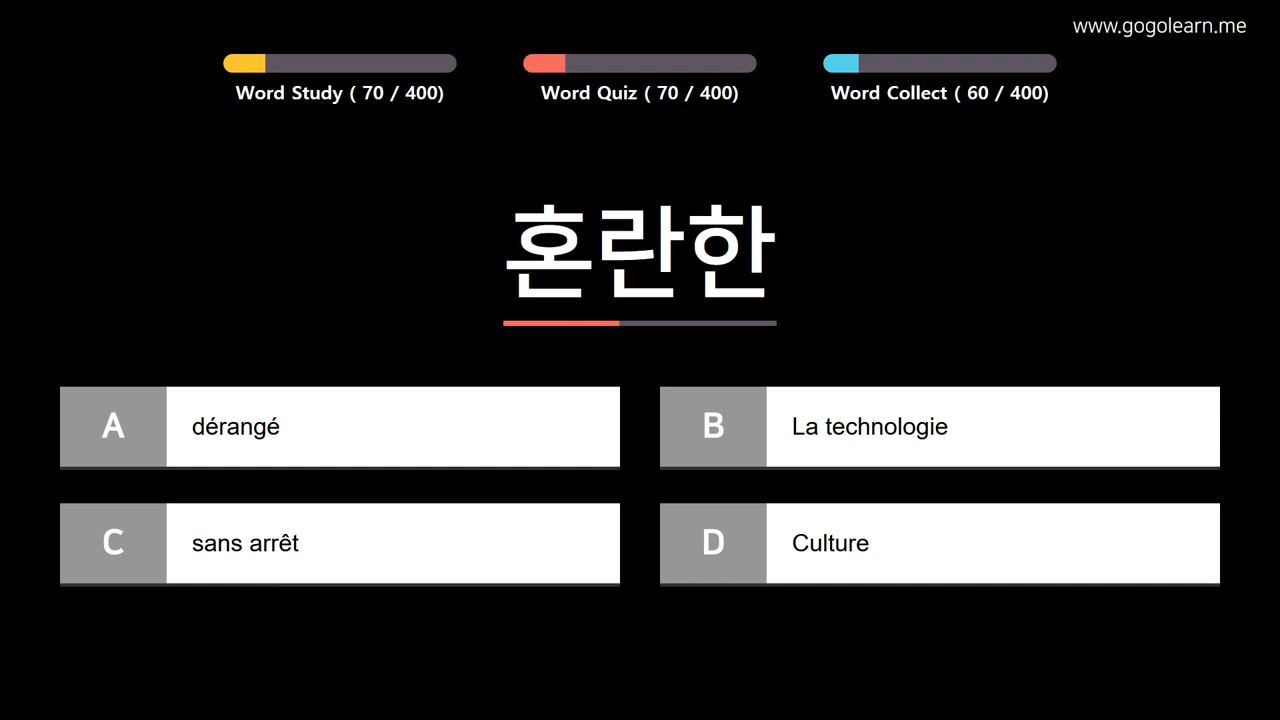 www.gogolearn.me
Word Study ( 70 / 400)
Word Quiz ( 70 / 400)
Word Collect ( 60 / 400)
혼란한
A dérangé
B La technologie
C sans arrêt
D Culture